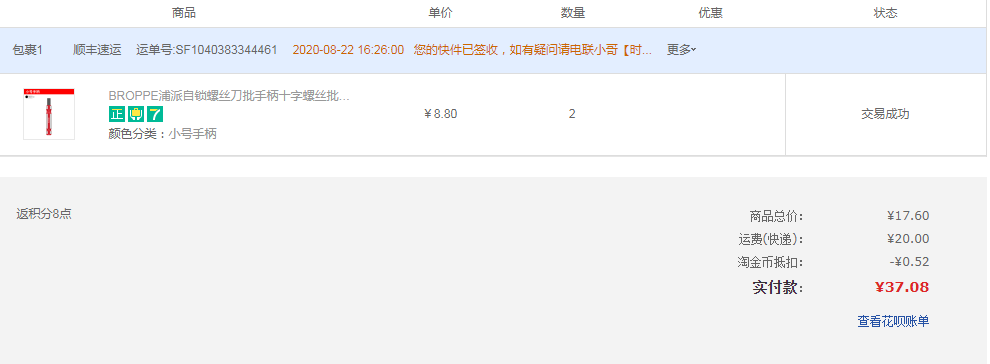 商品 单价 数量 优惠 状态
包裹1 顺丰速运 运单号:SF1040383344461 2020-08-22 16:26:00 您的快件已签收，如有疑问请电联小哥【时... 更多
BROPPE浦派自锁螺丝刀批手柄十字螺丝批...
正 7
¥8.80 2 交易成功
颜色分类：小号手柄
返积分8点
商品总价： ¥17.60
运费(快递)： ¥20.00
淘金币抵扣： -¥0.52
实付款： ¥37.08
查看花呗账单